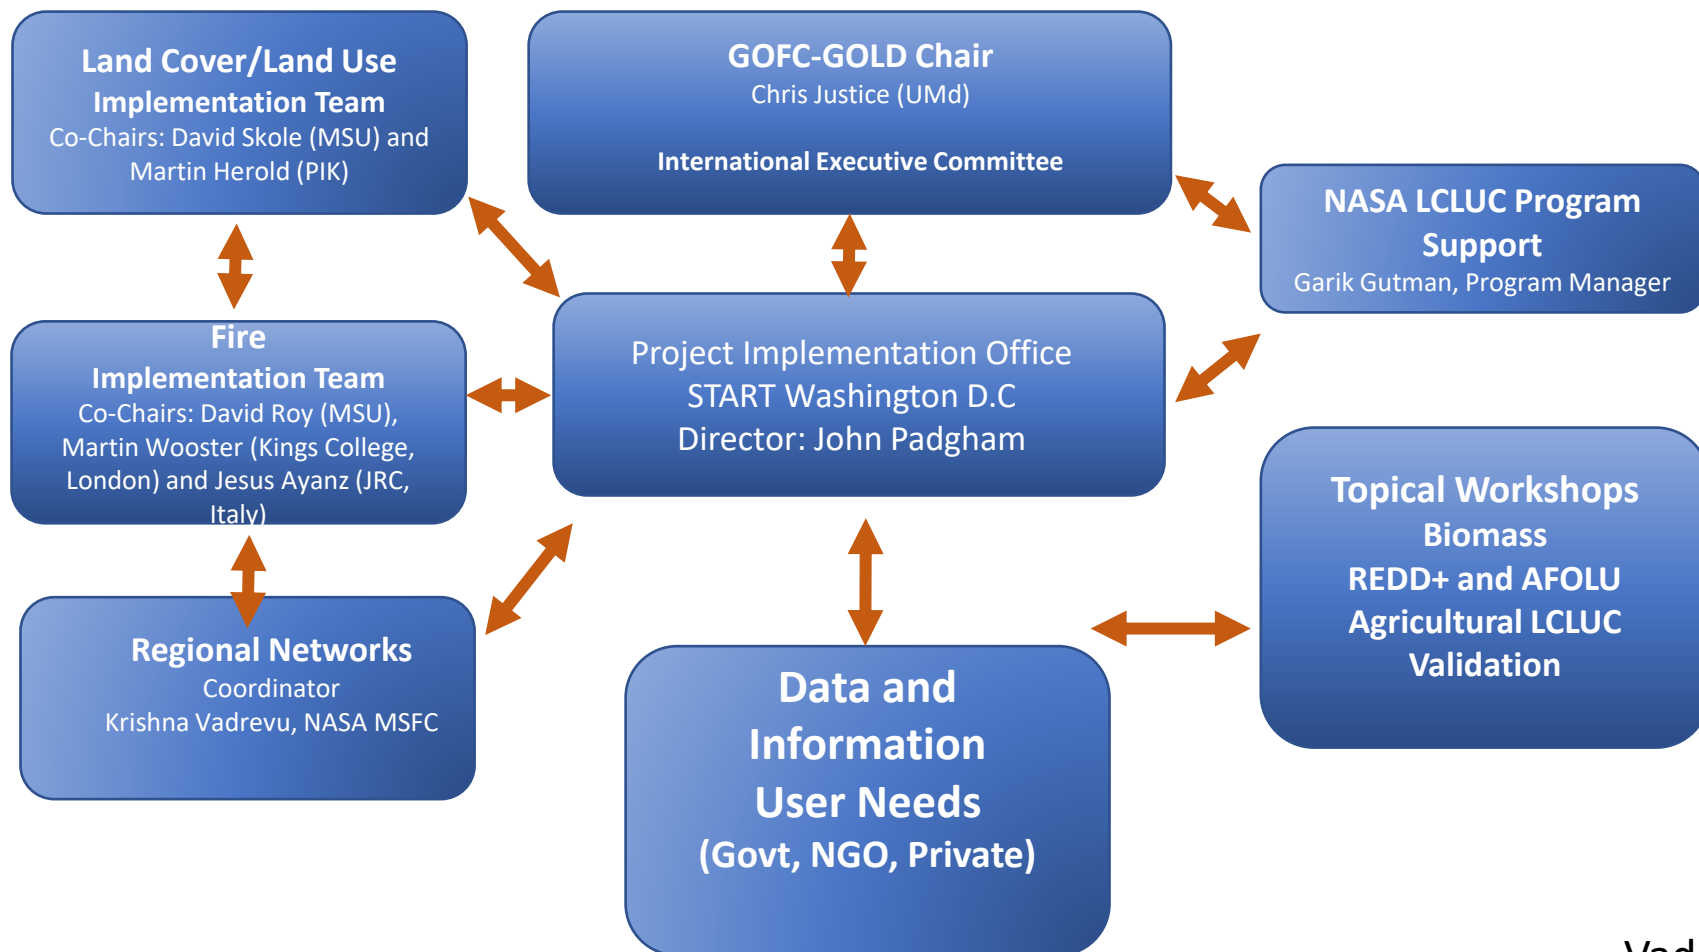 Land Cover/Land Use
Implementation Team
Co-Chairs: David Skole (MSU) and
Martin Herold (PIK)
GOFC-GOLD Chair
Chris Justice (UMd)
International Executive Committee
NASA LCLUC Program
Support
Garik Gutman, Program Manager
Fire
Implementation Team
Co-Chairs: David Roy (MSU),
Martin Wooster (Kings College,
London) and Jesus Ayanz (JRC,
Italy)
Project Implementation Office
START Washington D.C
Director: John Padgham
Topical Workshops
Biomass
REDD+ and AFOLU
Agricultural LCLUC
Validation
Regional Networks
Coordinator
Krishna Vadrevu, NASA MSFC
Data and
Information
User Needs
(Govt, NGO, Private)